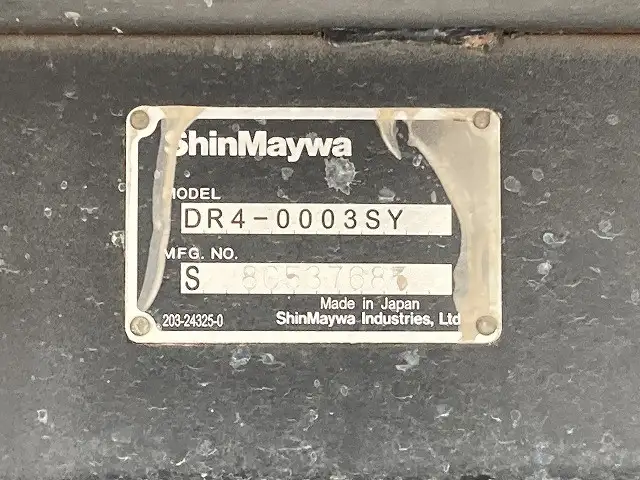 ShinMaywa
MODEL
DR4-0003SY
MFG. NO.
S
Made in Japan
203-24325-0
ShinMaywa Industries, Ltd